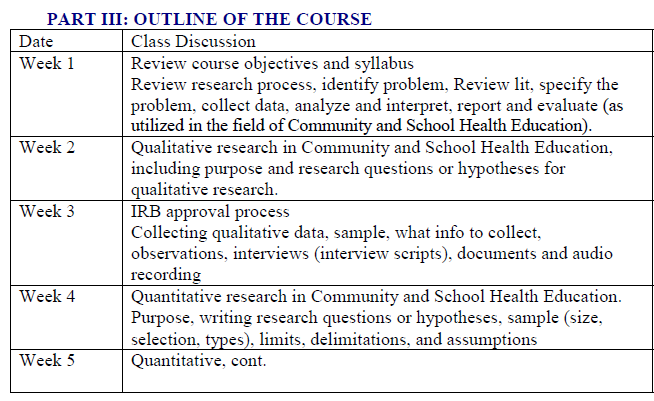 PART III: OUTLINE OF THE COURSE
Date Class Discussion
Week 1 Review course objectives and syllabus
Review research process, identify problem, Review lit, specify the
problem, collect data, analyze and interpret, report and evaluate (as
utilized in the field of Community and School Health Education).
Week 2 Qualitative research in Community and School Health Education,
including purpose and research questions or hypotheses for
qualitative research.
Week 3 IRB approval process
Collecting qualitative data, sample, what info to collect,
observations, interviews (interview scripts), documents and audio
recording
Week 4 Quantitative research in Community and School Health Education.
Purpose, writing research questions or hypotheses, sample (size,
selection, types), limits, delimitations, and assumptions
Week 5 Quantitative, cont.